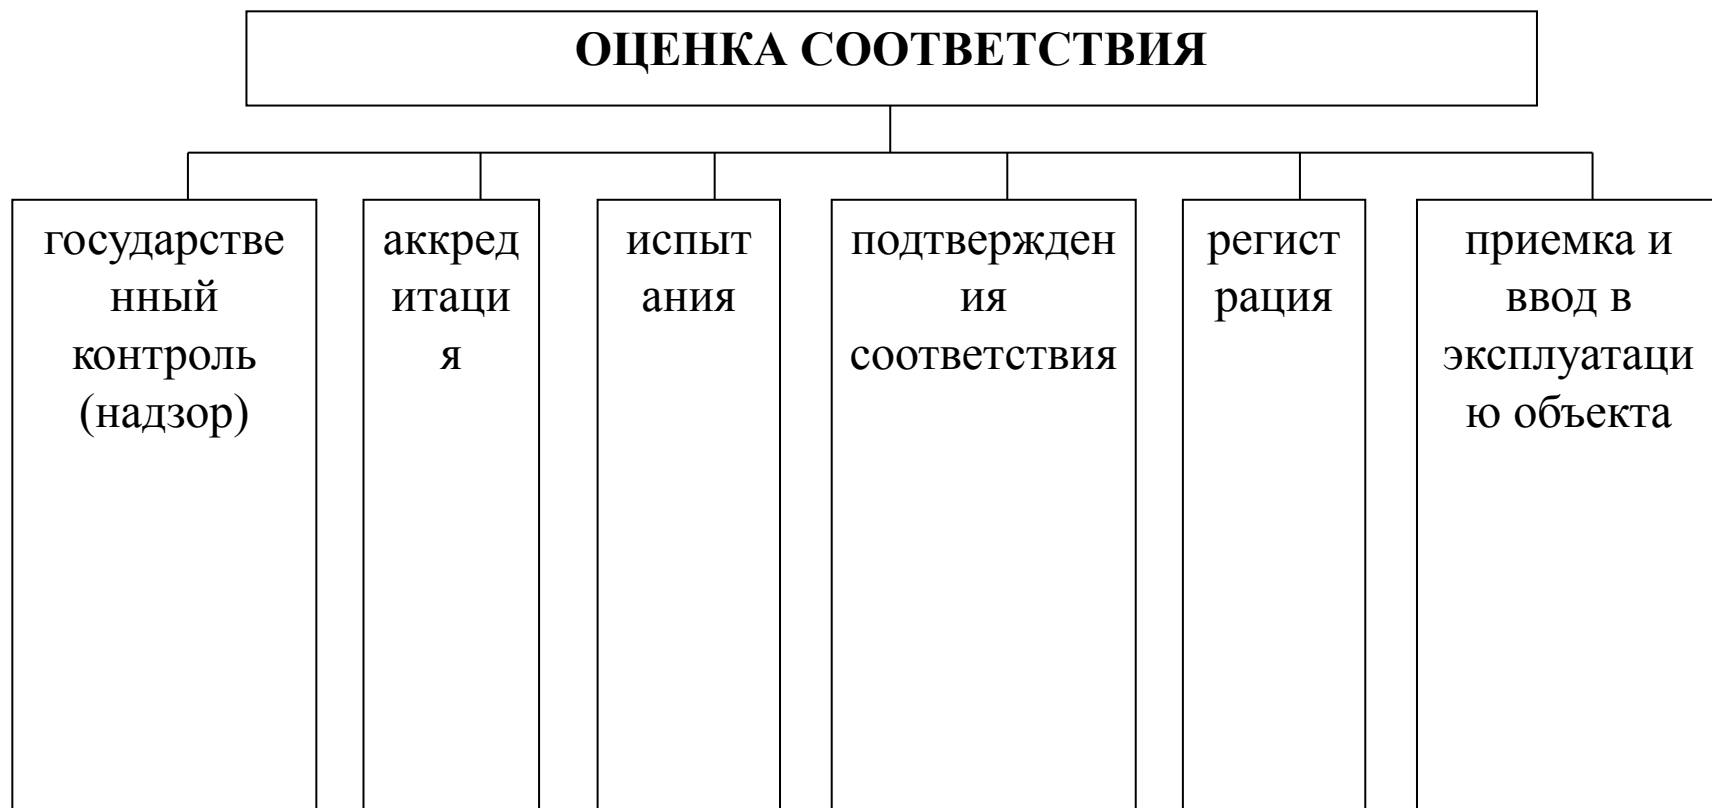 ОЦЕНКА СООТВЕТСТВИЯ
государстве
нный
контроль
(надзор)
аккред
итаци
я
испыт
ания
подтвержден
ия
соответствия
регист
рация
приемка и
ввод в
эксплуатаци
ю объекта